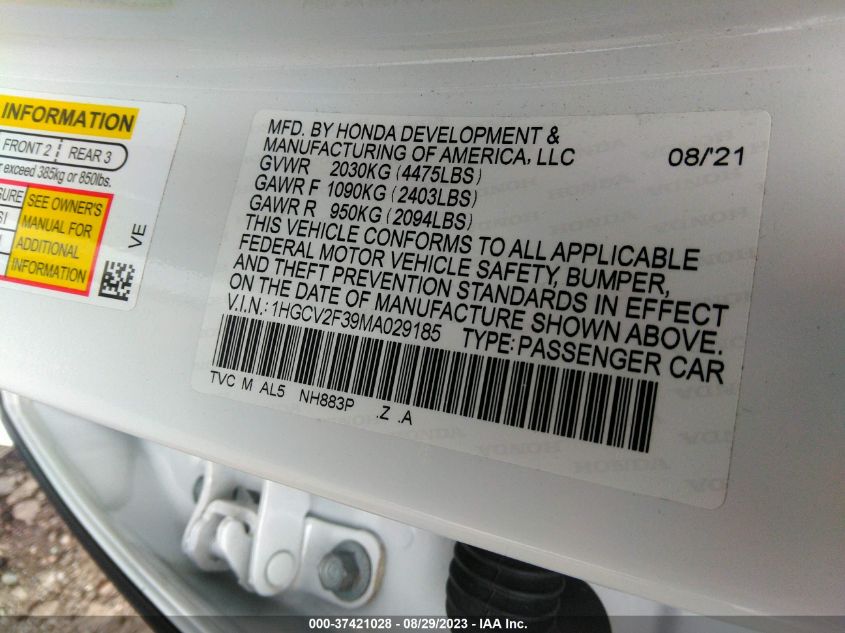 INFORMATION
FRONT 2 REAR 3
exceed 385kg or 850lbs.
SEE OWNER'S
MANUAL FOR
ADDITIONAL
INFORMATION
VE
MFD. BY HONDA DEVELOPMENT &
MANUFACTURING OF AMERICA, LLC 08/'21
GVWR 2030KG (4475LBS)
GAWR F 1090KG (2403LBS)
GAWR R 950KG (2094LBS)
THIS VEHICLE CONFORMS TO ALL APPLICABLE
FEDERAL MOTOR VEHICLE SAFETY, BUMPER,
AND THEFT PREVENTION STANDARDS IN EFFECT
ON THE DATE OF MANUFACTURE SHOWN ABOVE.
V.I.N.: 1HGCV2F39MA029185 TYPE: PASSENGER CAR
TVC M AL5 NH883P .Z .A
000-37421028 - 08/29/2023 - IAA Inc.